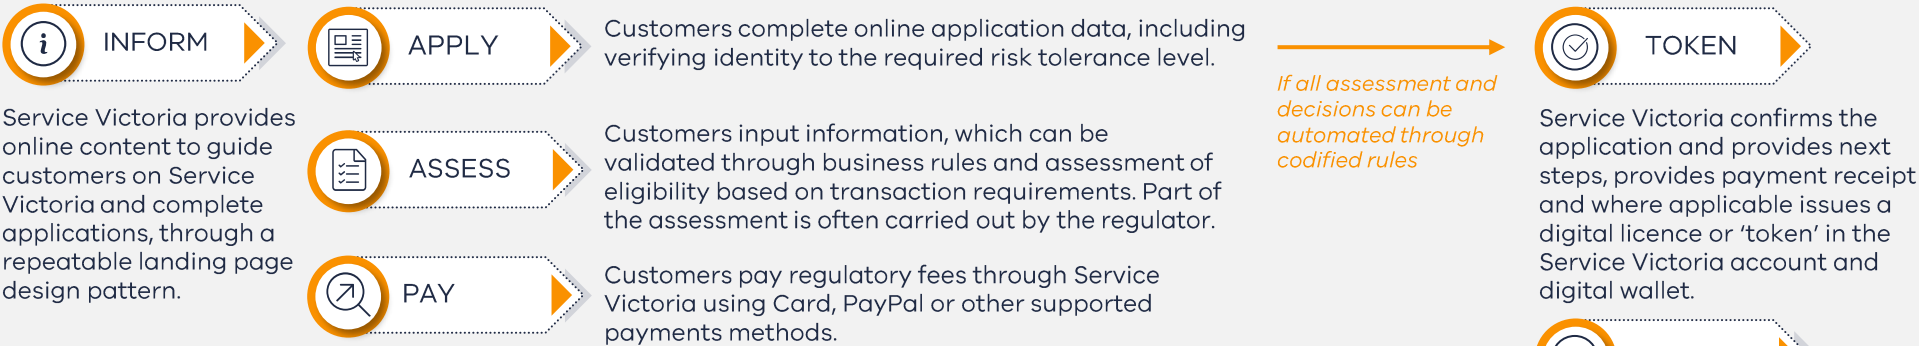 INFORM
Service Victoria provides
online content to guide
customers on Service
Victoria and complete
applications, through a
repeatable landing page
design pattern.
APPLY
Customers complete online application data, including
verifying identity to the required risk tolerance level.
ASSESS
Customers input information, which can be
validated through business rules and assessment of
eligibility based on transaction requirements. Part of
the assessment is often carried out by the regulator.
PAY
Customers pay regulatory fees through Service
Victoria using Card, PayPal or other supported
payments methods.
If all assessment and
decisions can be
automated through
codified rules
TOKEN
Service Victoria confirms the
application and provides next
steps, provides payment receipt
and where applicable issues a
digital licence or ‘token’ in the
Service Victoria account and
digital wallet.